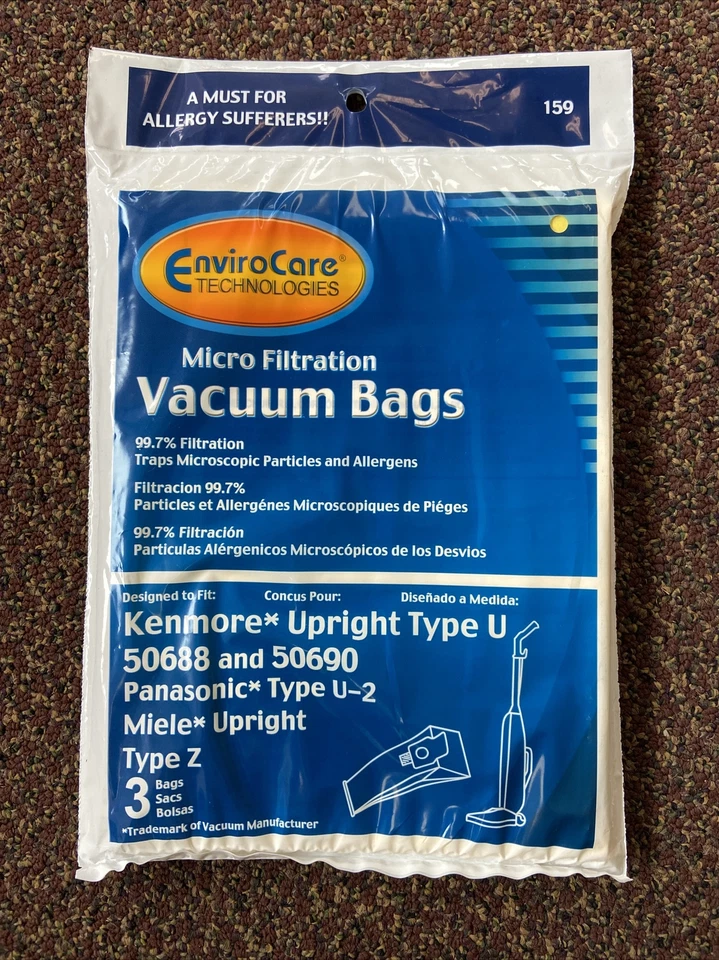 A MUST FOR
ALLERGY SUFFERERS!!
159
EnviroCare®
TECHNOLOGIES
Micro Filtration
Vacuum Bags
99.7% Filtration
Traps Microscopic Particles and Allergens
Filtracion 99.7%
Particles et Allergénes Microscopiques de Piéges
99.7% Filtración
Particulas Alérgenicos Microscópicos de los Desvios
Designed to Fit: Concus Pour: Diseñado a Medida:
Kenmore* Upright Type U
50688 and 50690
Panasonic* Type U-2
Miele* Upright
Type Z
3 Bags
Sacs
Bolsas
*Trademark of Vacuum Manufacturer